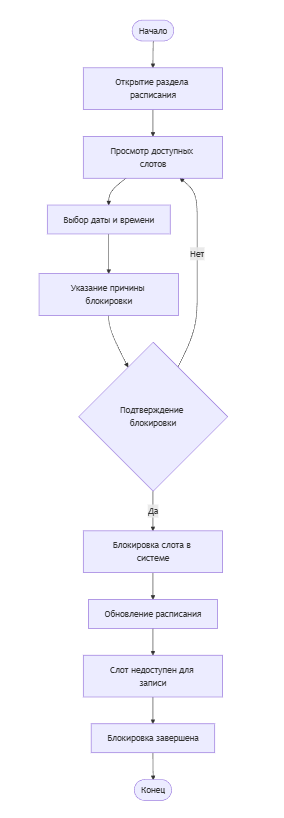 Начало
Открытие раздела
расписания
Просмотр доступных
слотов
Выбор даты и времени
Нет
Указание причины
блокировки
Подтверждение
блокировки
Да
Блокировка слота в
системе
Обновление расписания
Слот недоступен для
записи
Блокировка завершена
Конец